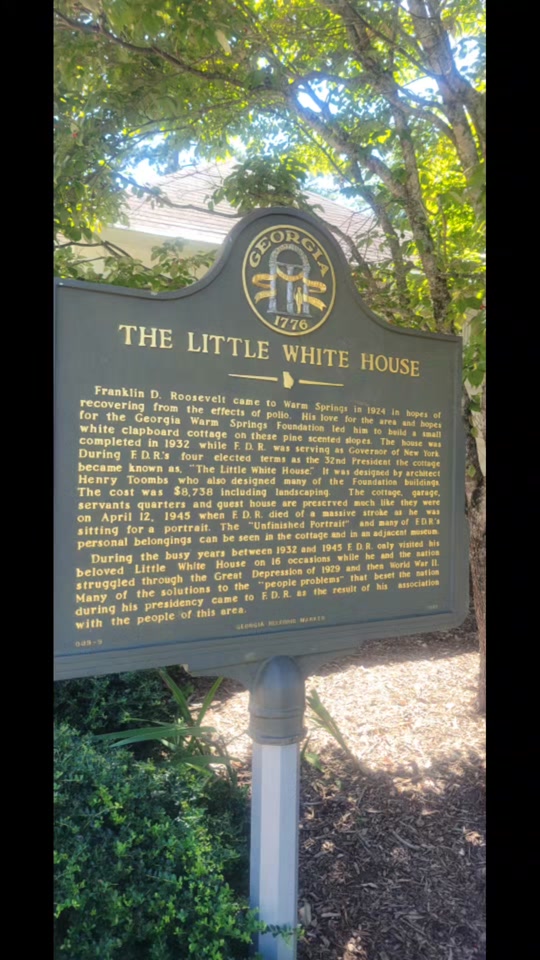 GEORGIA
1776
THE LITTLE WHITE HOUSE
Franklin D. Roosevelt came to Warm Springs in 1924 in hopes of
recovering from the effects of polio. His love for the area and hopes
for the Georgia Warm Springs Foundation led him to build a small
white clapboard cottage on these pine scented slopes. The house was
completed in 1932 while F.D.R. was serving as Governor of New York
During F.D.R.'s four elected terms as the 32nd President the cottage
became known as, "The Little White House." It was designed by architect
Henry Toombs who also designed many of the Foundation buildings.
The cost was $8,738 including landscaping. The cottage, garage,
servants quarters and guest house are preserved much like they were
on April 12, 1945 when F.D.R. died of a massive stroke as he was
sitting for a portrait. The "Unfinished Portrait" and many of F.D.R's
personal belongings can be seen in the cottage and in an adjacent museum.
During the busy years between 1932 and 1945 F.D.R. only visited his
beloved Little White House on 16 occasions while he and the nation
struggled through the Great Depression of 1929 and then World War II.
Many of the solutions to the "people problems" that beset the nation
during his presidency came to F.D.R. as the result of his association
with the people of this area.
GEORGIA HISTORIC MARKER